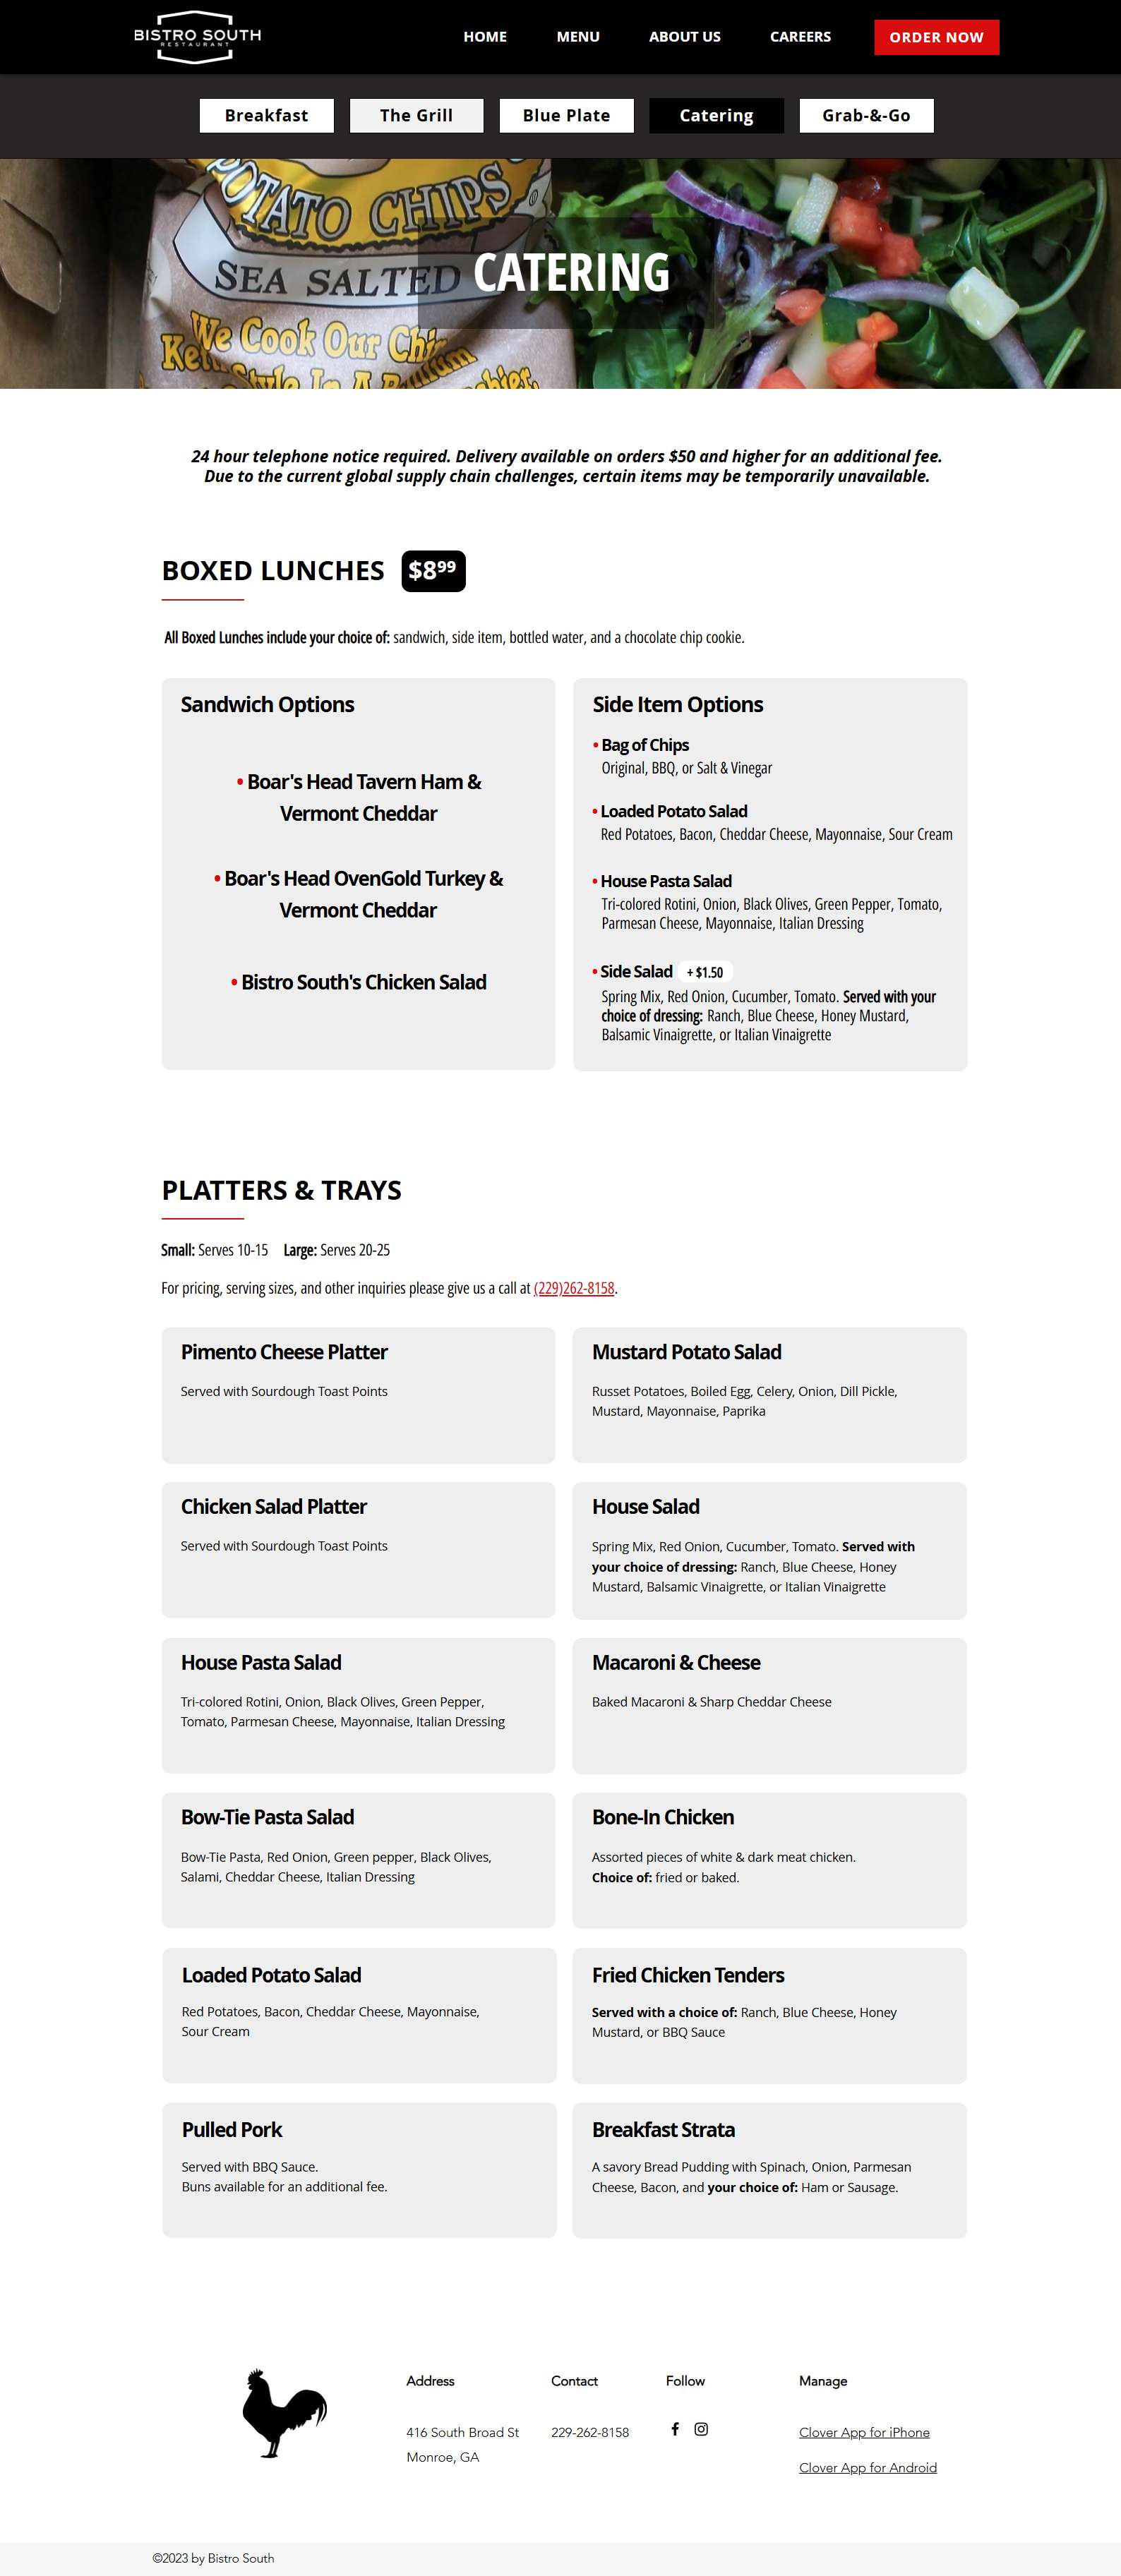 BISTRO SOUTH
RESTAURANT
HOME
MENU
ABOUT US
CAREERS
ORDER NOW
Breakfast
The Grill
Blue Plate
Catering
Grab-&-Go
POTATO CHIPS
SEA SALTED
We Cook Our Chips
CATERING
24 hour telephone notice required. Delivery available on orders $50 and higher for an additional fee.
Due to the current global supply chain challenges, certain items may be temporarily unavailable.
BOXED LUNCHES $8⁹⁹
All Boxed Lunches include your choice of: sandwich, side item, bottled water, and a chocolate chip cookie.
Sandwich Options
• Boar's Head Tavern Ham &
Vermont Cheddar
• Boar's Head OvenGold Turkey &
Vermont Cheddar
• Bistro South's Chicken Salad
Side Item Options
• Bag of Chips
Original, BBQ, or Salt & Vinegar
• Loaded Potato Salad
Red Potatoes, Bacon, Cheddar Cheese, Mayonnaise, Sour Cream
• House Pasta Salad
Tri-colored Rotini, Onion, Black Olives, Green Pepper, Tomato,
Parmesan Cheese, Mayonnaise, Italian Dressing
• Side Salad + $1.50
Spring Mix, Red Onion, Cucumber, Tomato. Served with your
choice of dressing: Ranch, Blue Cheese, Honey Mustard,
Balsamic Vinaigrette, or Italian Vinaigrette
PLATTERS & TRAYS
Small: Serves 10-15 Large: Serves 20-25
For pricing, serving sizes, and other inquiries please give us a call at (229)262-8158.
Pimento Cheese Platter
Served with Sourdough Toast Points
Mustard Potato Salad
Russet Potatoes, Boiled Egg, Celery, Onion, Dill Pickle,
Mustard, Mayonnaise, Paprika
Chicken Salad Platter
Served with Sourdough Toast Points
House Salad
Spring Mix, Red Onion, Cucumber, Tomato. Served with
your choice of dressing: Ranch, Blue Cheese, Honey
Mustard, Balsamic Vinaigrette, or Italian Vinaigrette
House Pasta Salad
Tri-colored Rotini, Onion, Black Olives, Green Pepper,
Tomato, Parmesan Cheese, Mayonnaise, Italian Dressing
Macaroni & Cheese
Baked Macaroni & Sharp Cheddar Cheese
Bow-Tie Pasta Salad
Bow-Tie Pasta, Red Onion, Green pepper, Black Olives,
Salami, Cheddar Cheese, Italian Dressing
Bone-In Chicken
Assorted pieces of white & dark meat chicken.
Choice of: fried or baked.
Loaded Potato Salad
Red Potatoes, Bacon, Cheddar Cheese, Mayonnaise,
Sour Cream
Fried Chicken Tenders
Served with a choice of: Ranch, Blue Cheese, Honey
Mustard, or BBQ Sauce
Pulled Pork
Served with BBQ Sauce.
Buns available for an additional fee.
Breakfast Strata
A savory Bread Pudding with Spinach, Onion, Parmesan
Cheese, Bacon, and your choice of: Ham or Sausage.
Address
416 South Broad St
Monroe, GA
Contact
229-262-8158
Follow
Manage
Clover App for iPhone
Clover App for Android
©2023 by Bistro South